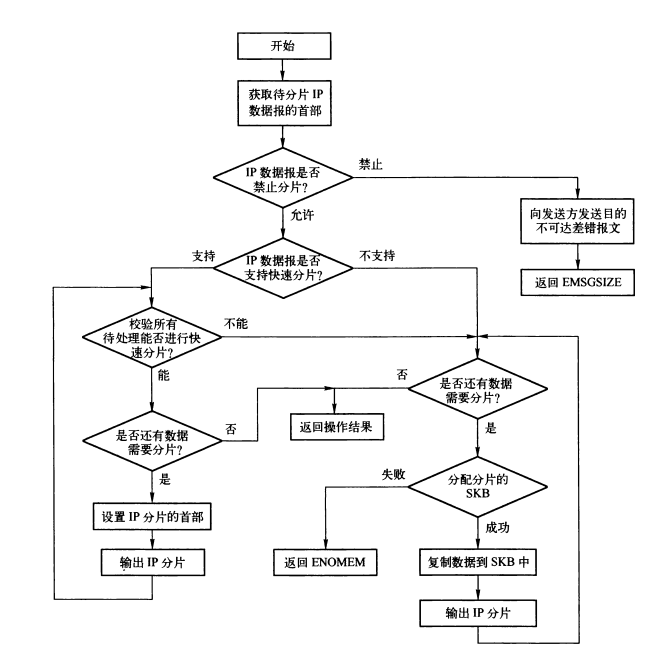 开始
获取待分片 IP
数据报的首部
IP 数据报是否
禁止分片?
禁止
允许
向发送方发送目的
不可达差错报文
返回 EMSGSIZE
支持
IP 数据报是否
支持快速分片?
不支持
校验所有
待处理能否进行快
速分片?
不能
能
否
是否还有数据
需要分片?
是否还有数据
需要分片?
否
返回操作结果
是
是
失败
分配分片的
SKB
设置 IP 分片的首部
成功
输出 IP 分片
返回 ENOMEM
复制数据到 SKB 中
输出 IP 分片